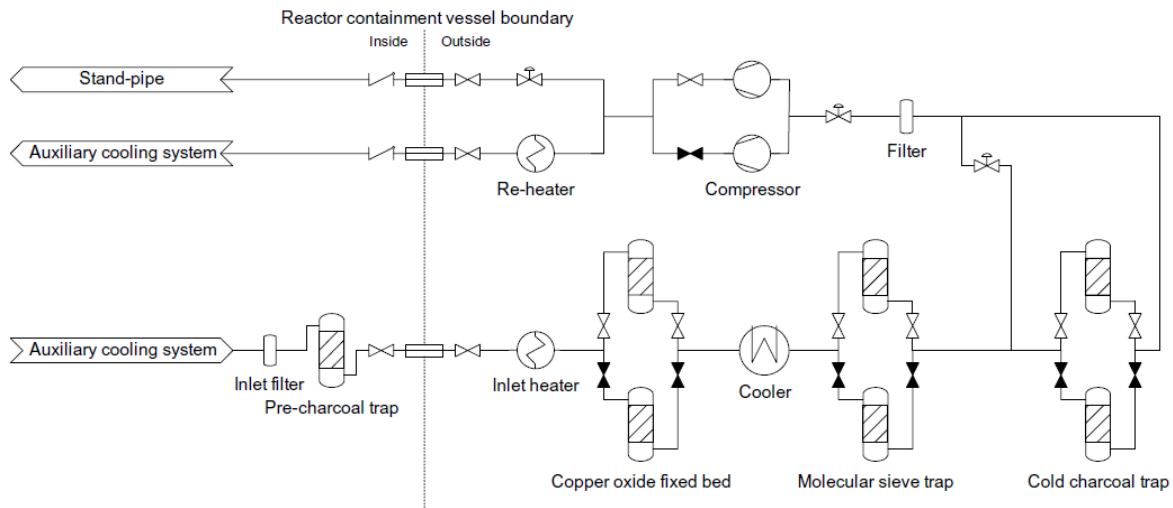 Reactor containment vessel boundary
Inside
Outside
Stand-pipe
Auxiliary cooling system
Re-heater
Compressor
Filter
Auxiliary cooling system
Inlet filter
Pre-charcoal trap
Inlet heater
Cooler
Copper oxide fixed bed
Molecular sieve trap
Cold charcoal trap